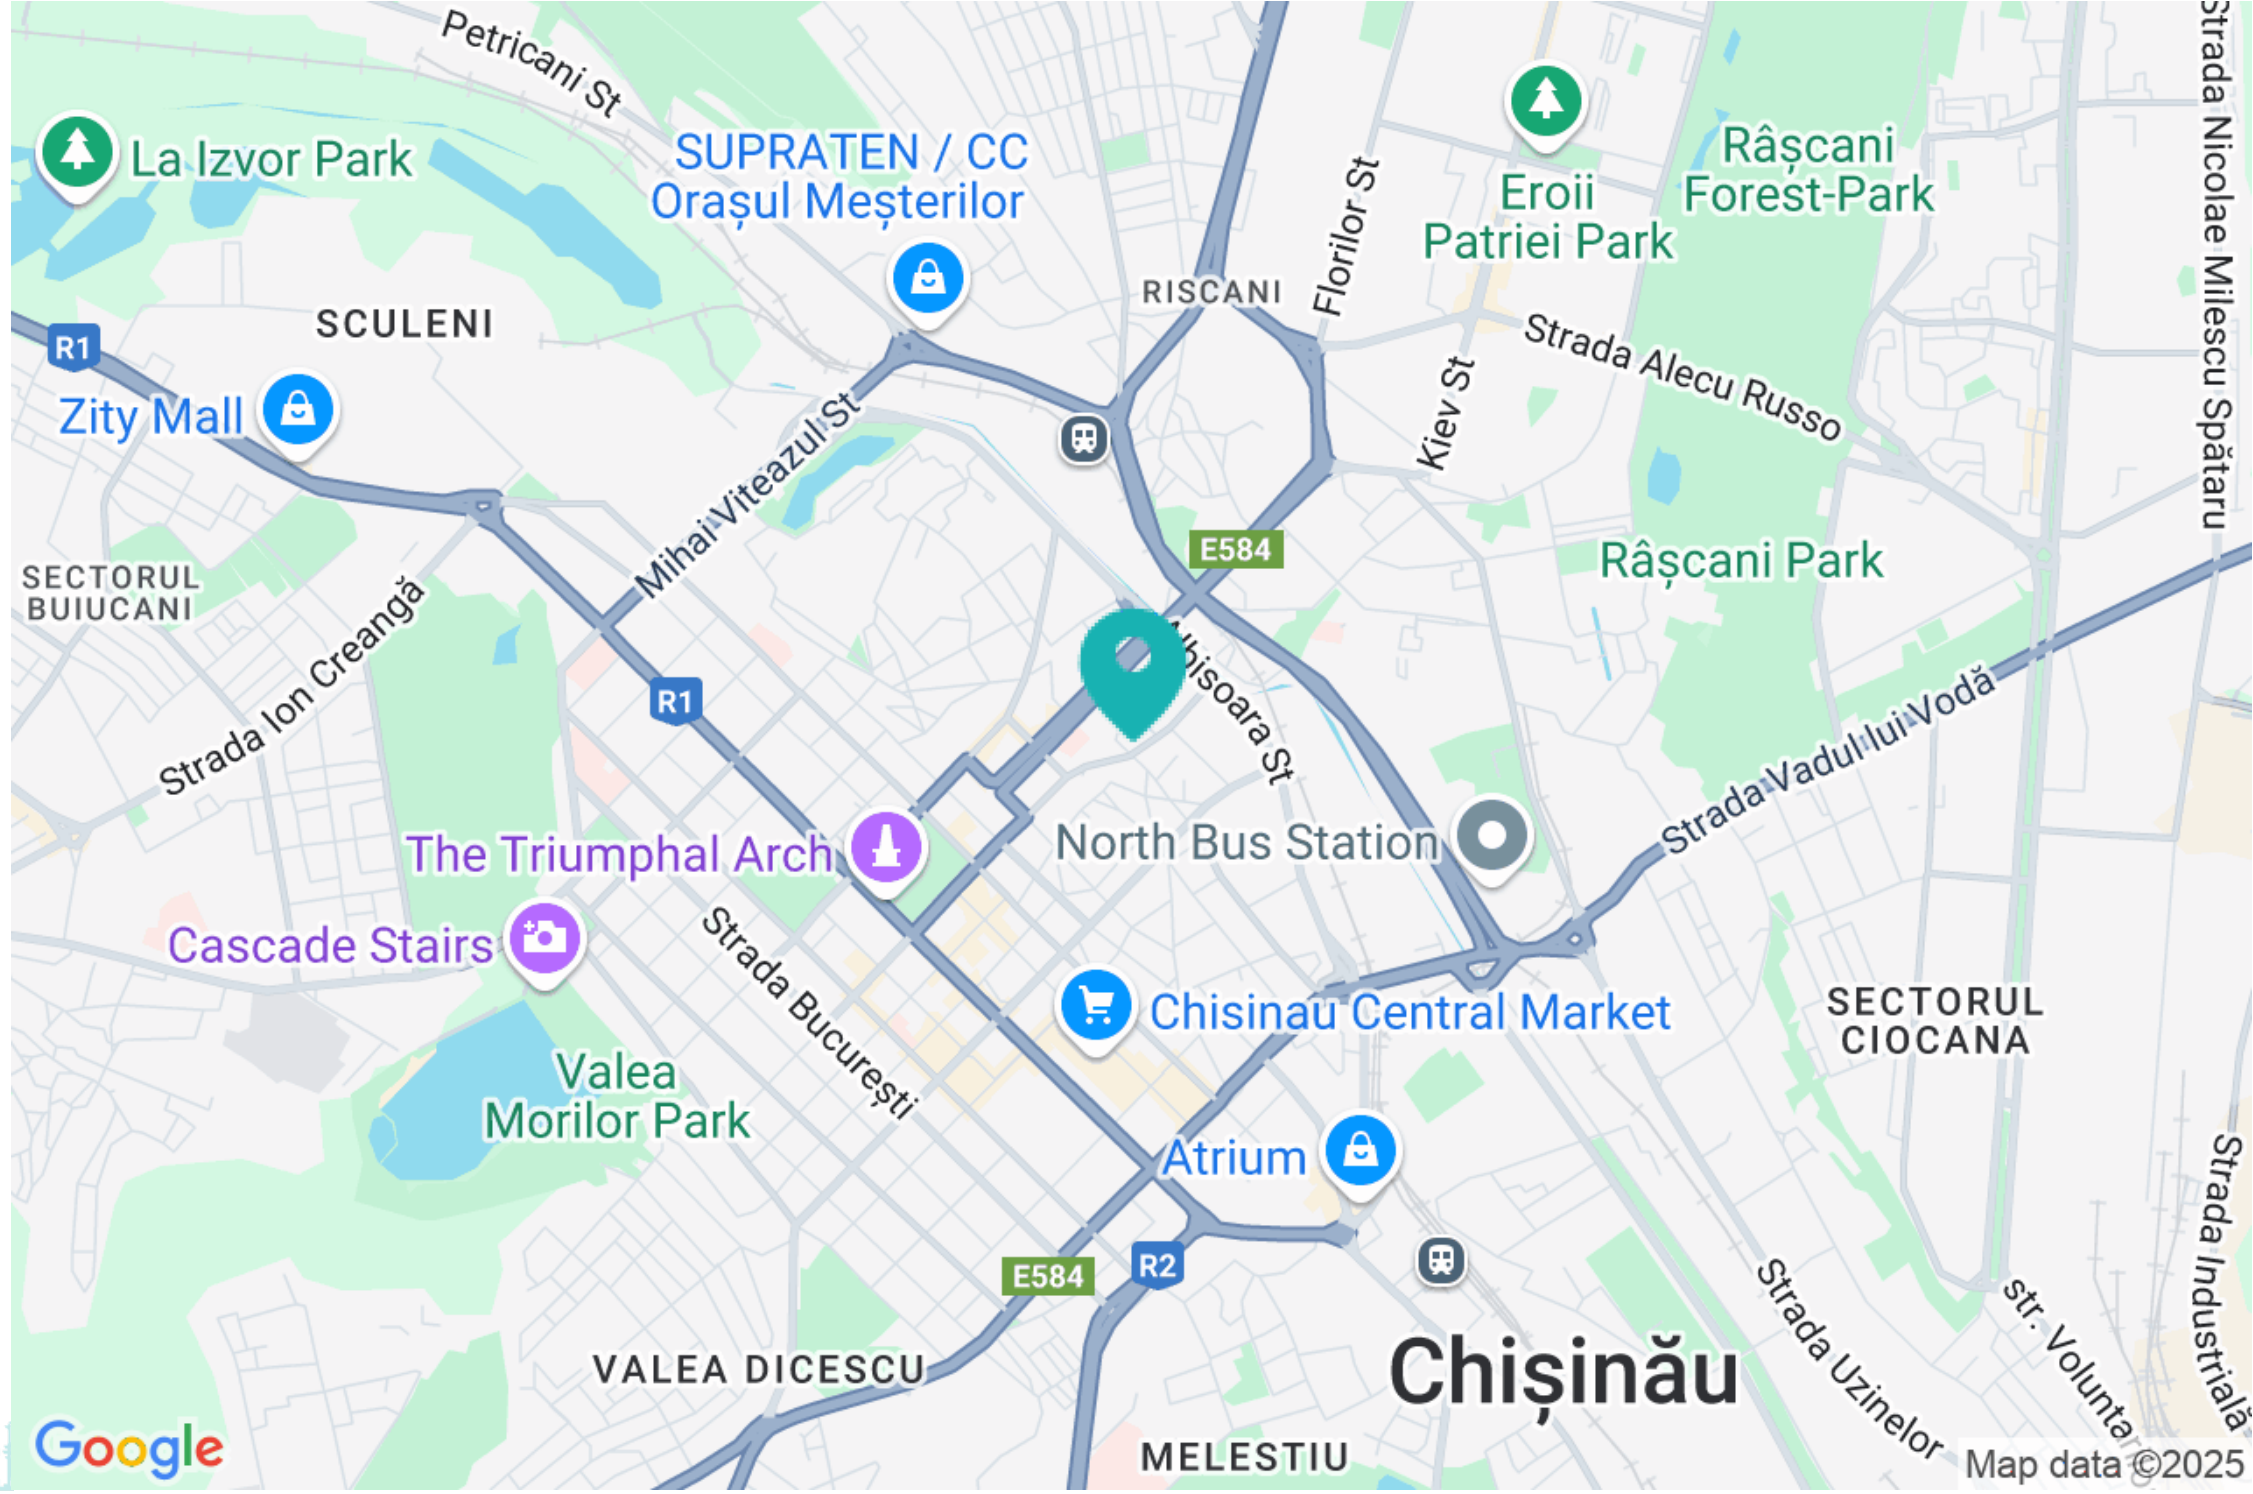 Petricani St
Strada Nicolae Milescu Spătaru
La Izvor Park
SUPRATEN / CC
Orașul Meșterilor
Râșcani
Forest-Park
Eroii
Patriei Park
Florilor St
RISCANI
SCULENI
R1
Strada Alecu Russo
Zity Mall
Kiev St
Mihai Viteazul St
E584
Râșcani Park
SECTORUL
BUIUCANI
Strada Ion Creangă
R1
Albisoara St
Strada Vadul lui Vodă
The Triumphal Arch
North Bus Station
Cascade Stairs
Strada București
Chisinau Central Market
SECTORUL
CIOCANA
Valea
Morilor Park
Atrium
Strada Industrială
E584
R2
Strada Uzinelor
str. Voluntarilor
VALEA DICESCU
Chișinău
MELESTIU
Google
Map data ©2025